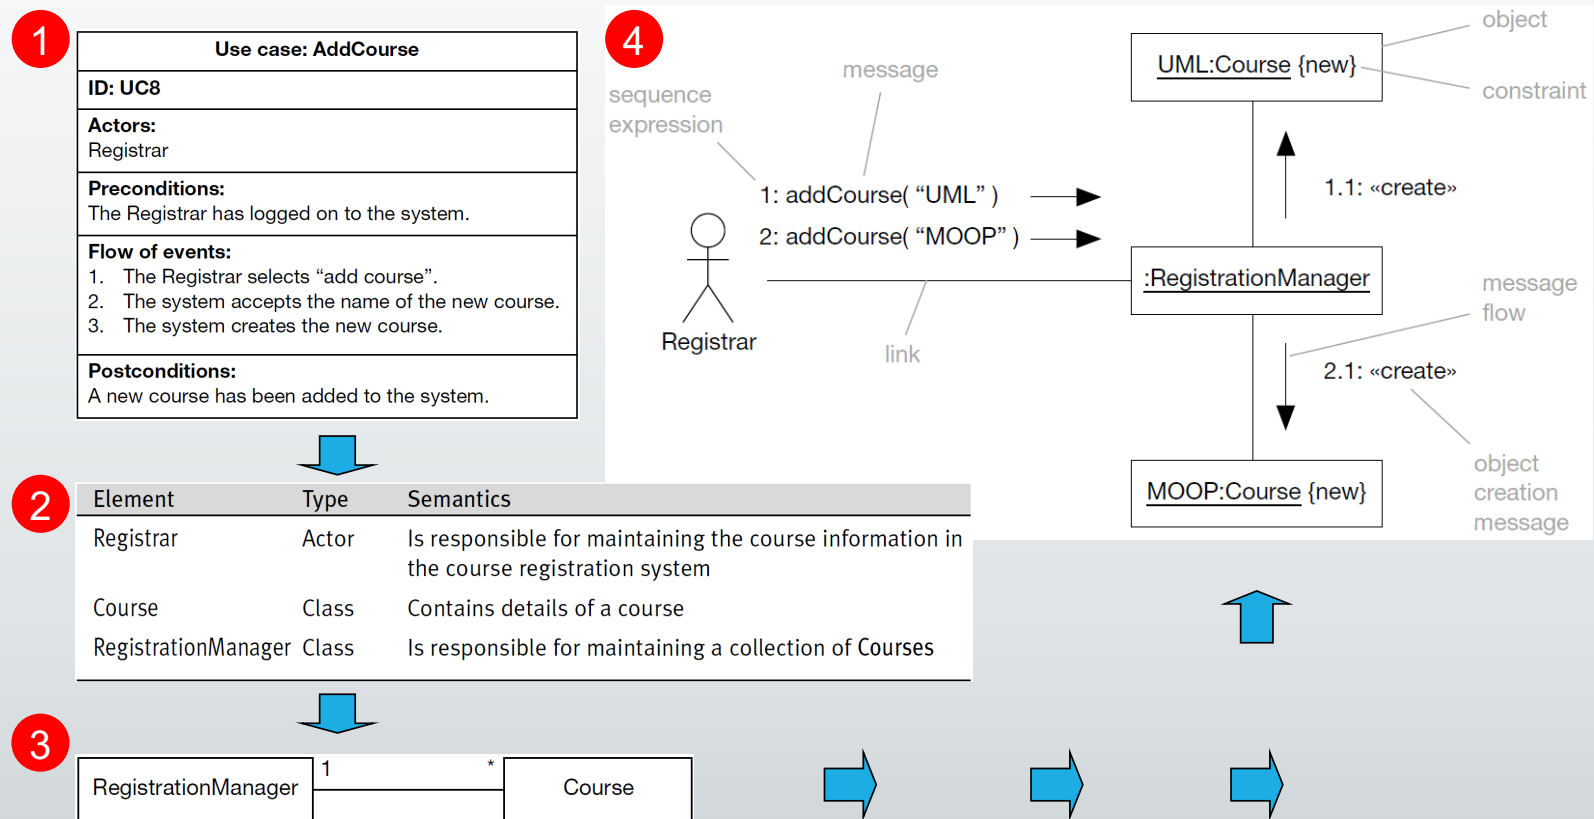 1
Use case: AddCourse
ID: UC8
Actors:
Registrar
Preconditions:
The Registrar has logged on to the system.
Flow of events:
1. The Registrar selects “add course”.
2. The system accepts the name of the new course.
3. The system creates the new course.
Postconditions:
A new course has been added to the system.
2
Element Type Semantics
Registrar Actor Is responsible for maintaining the course information in
the course registration system
Course Class Contains details of a course
RegistrationManager Class Is responsible for maintaining a collection of Courses
3
RegistrationManager
1
*
Course
4
object
UML:Course {new}
constraint
message
sequence
expression
1: addCourse( “UML” )
2: addCourse( “MOOP” )
1.1: «create»
:RegistrationManager
Registrar
link
message
flow
2.1: «create»
object
creation
message
MOOP:Course {new}